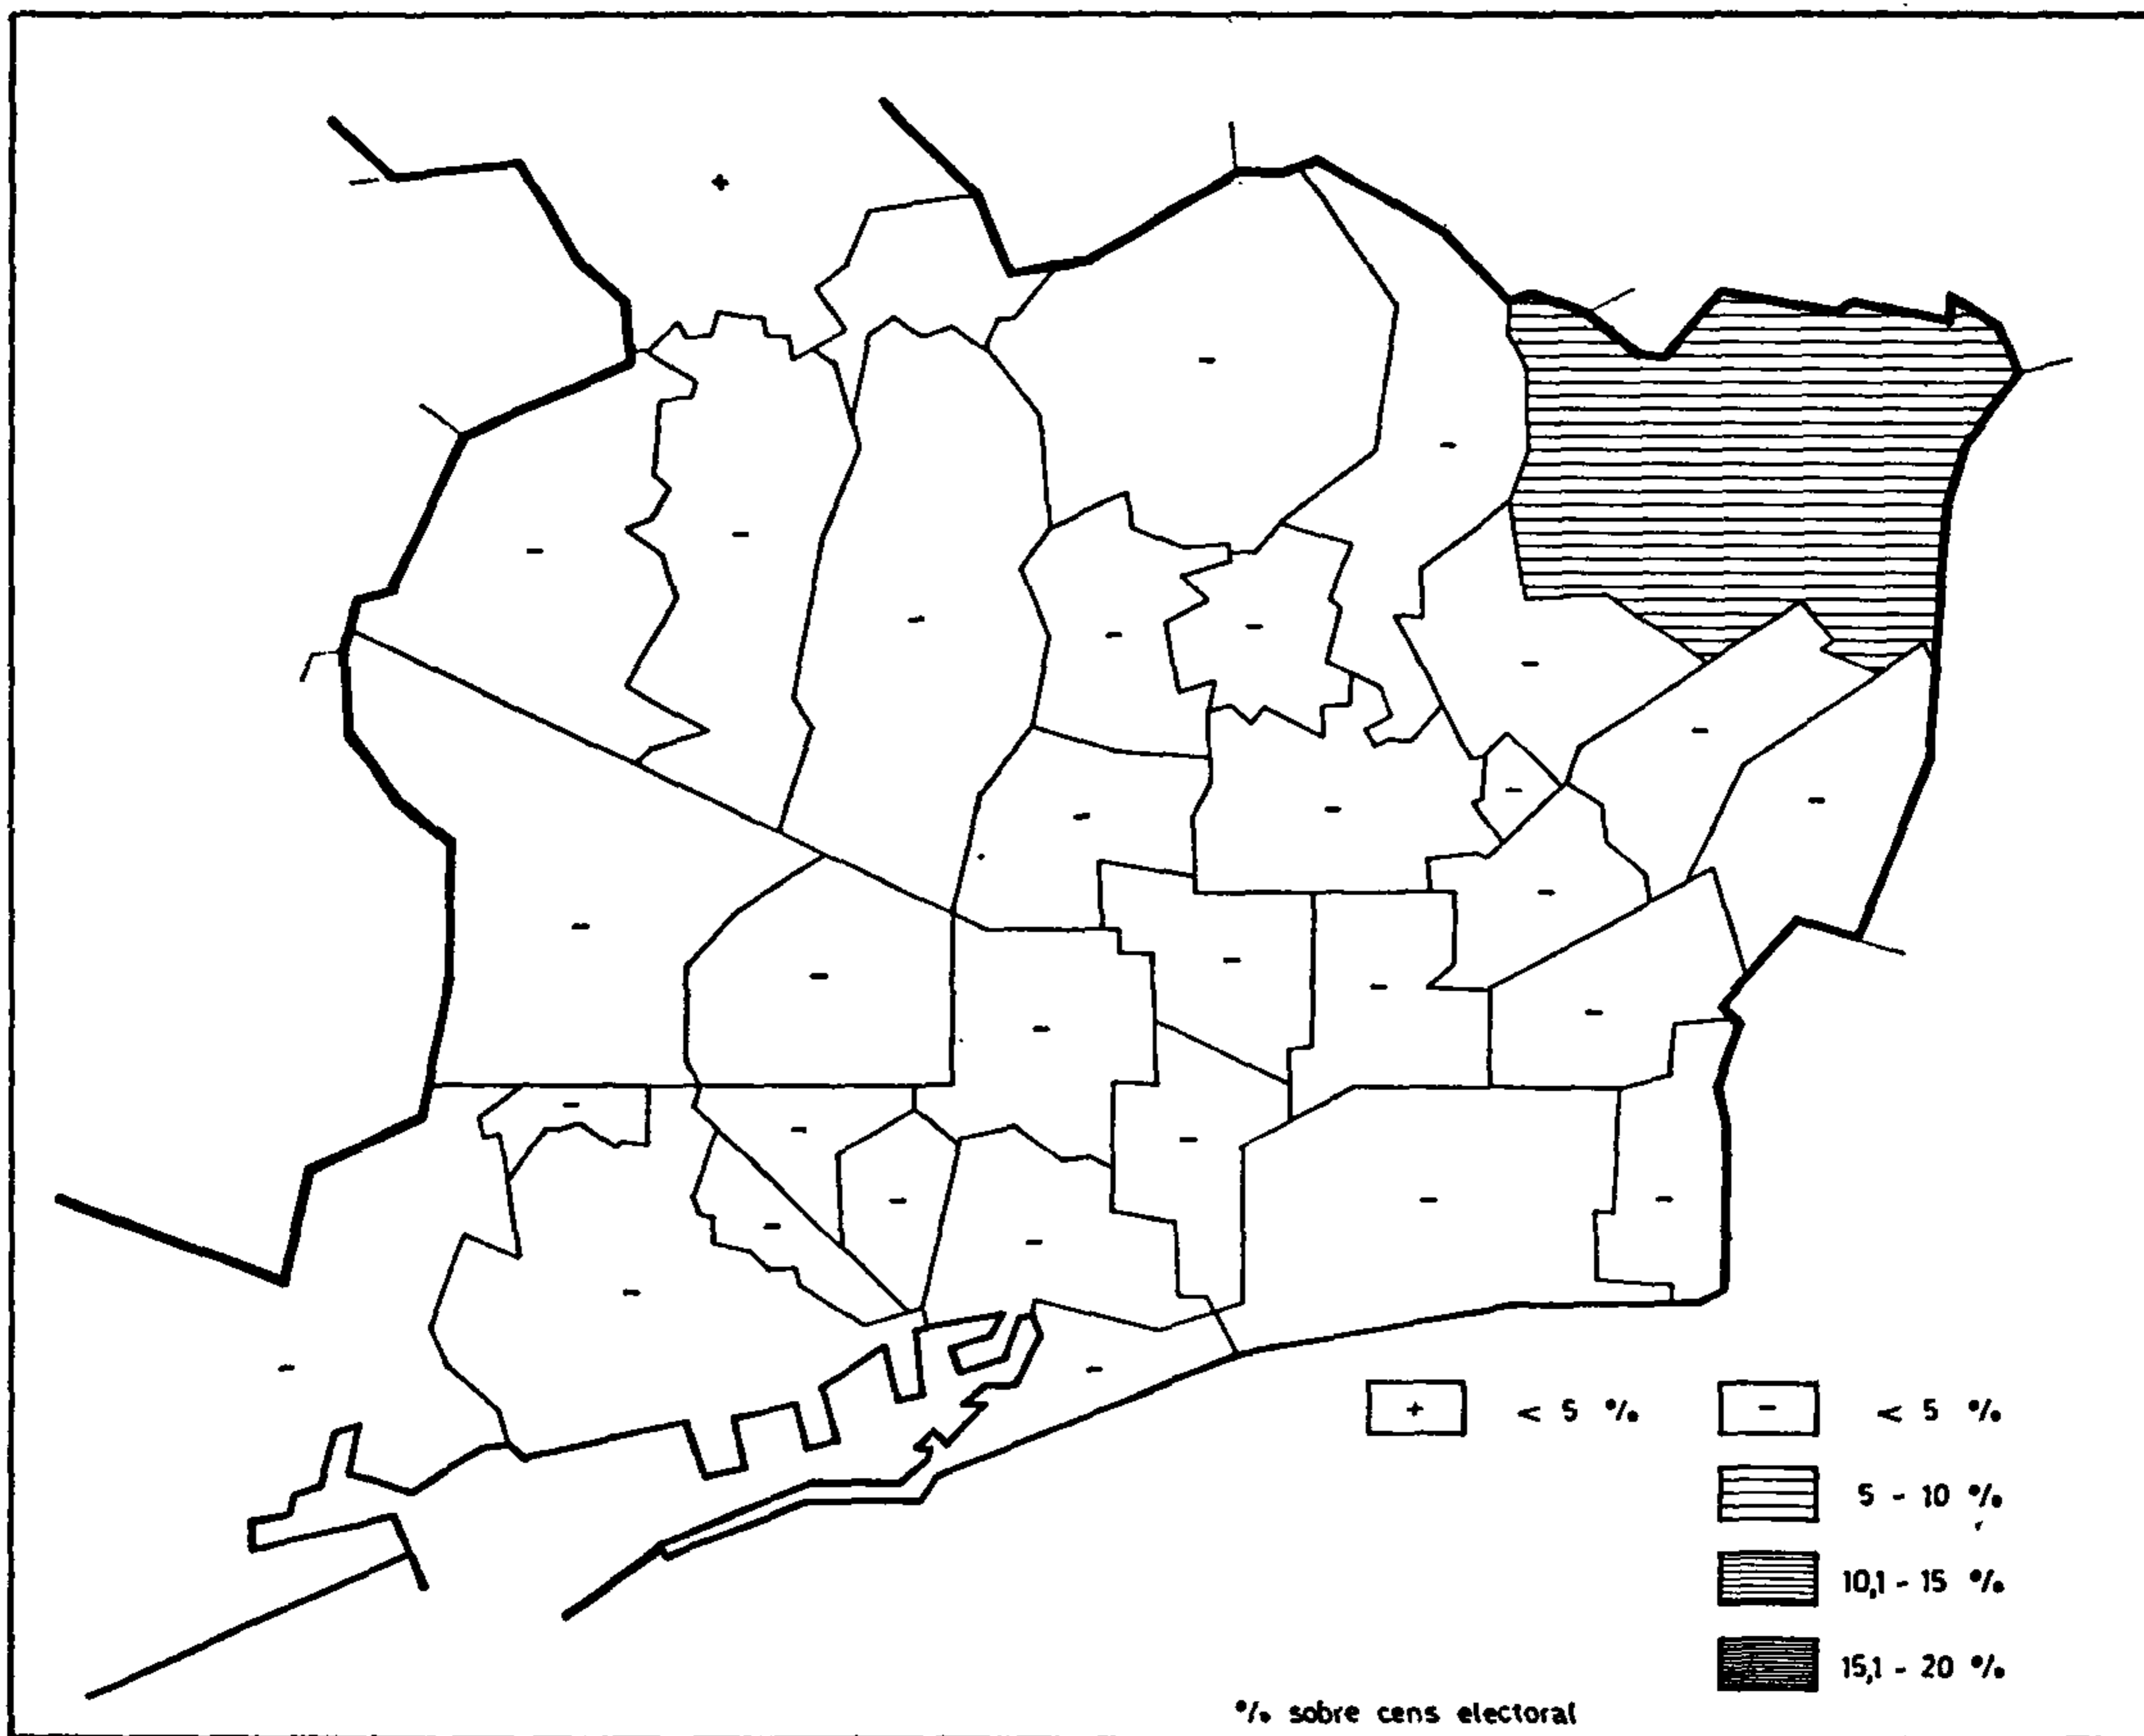 + < 5 %
- < 5 %
5 - 10 %
10,1 - 15 %
15,1 - 20 %
% sobre cens electoral